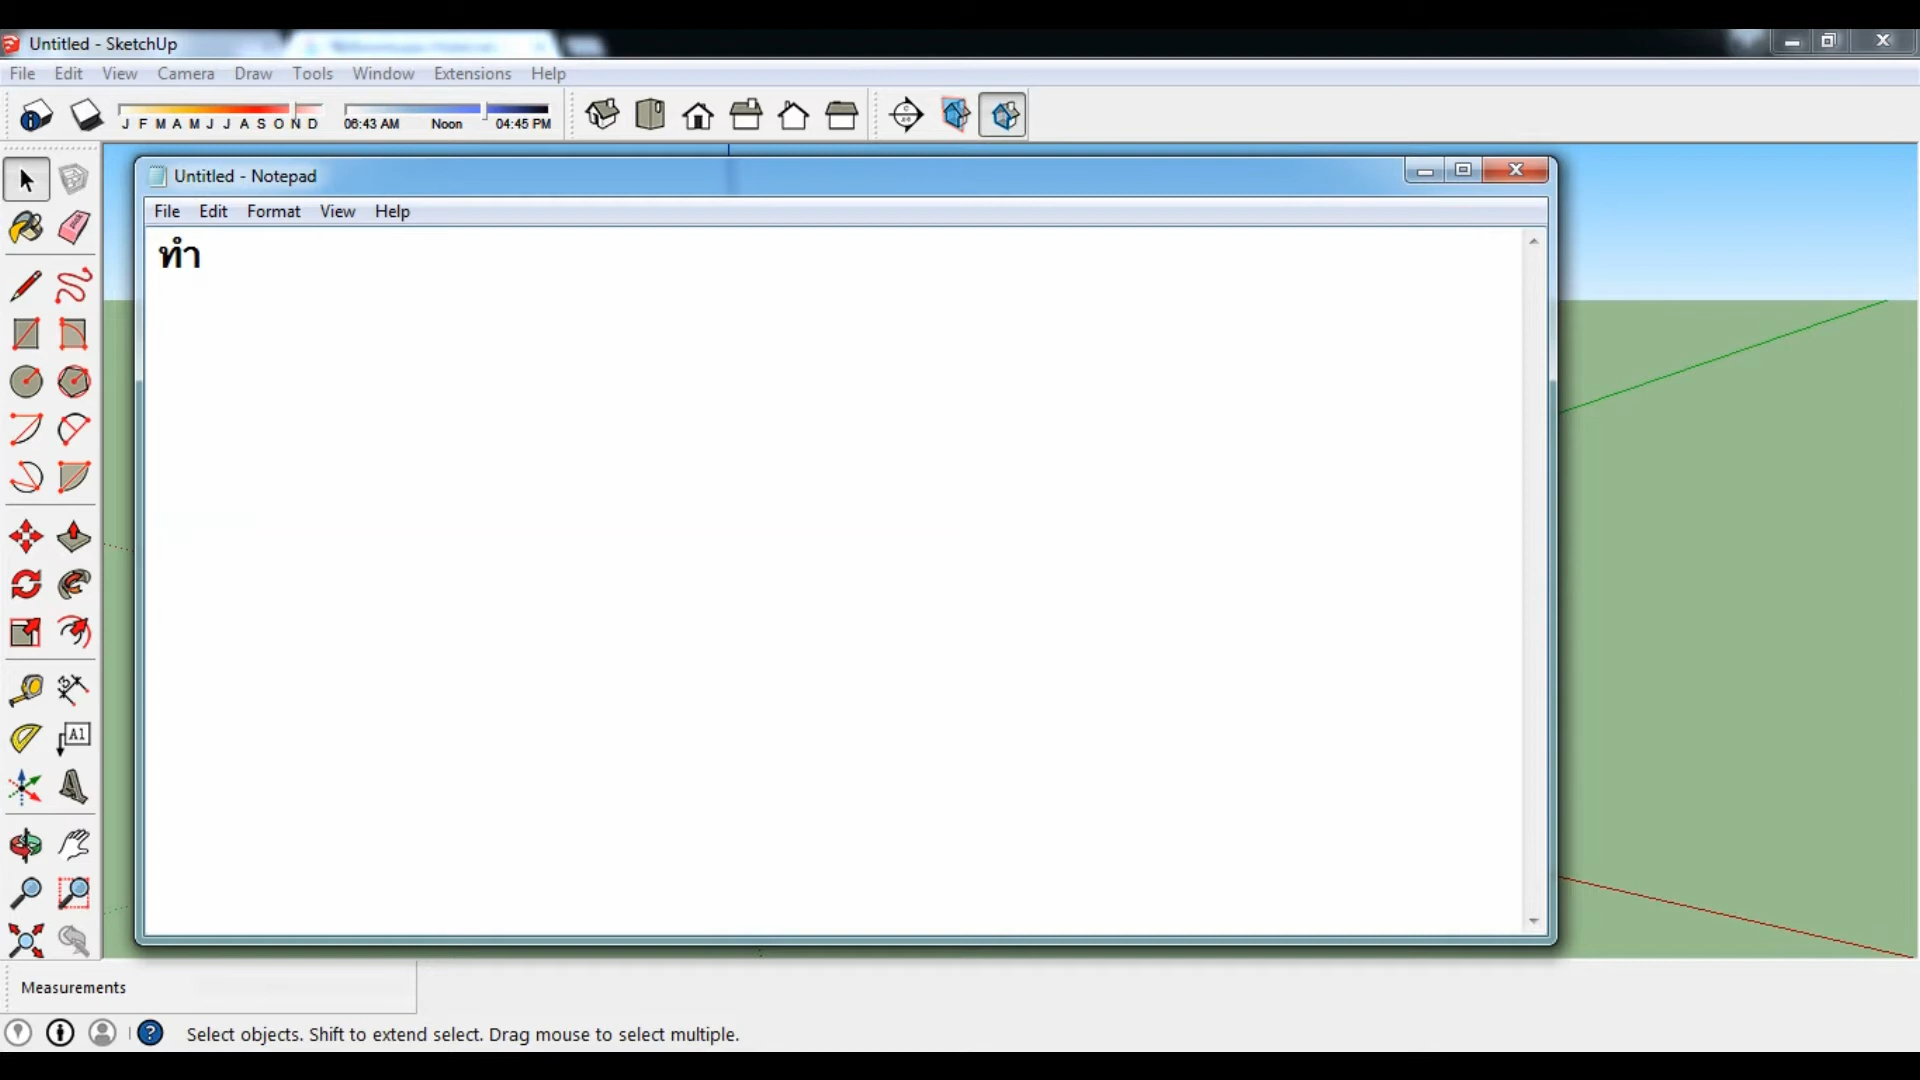 Untitled - SketchUp
File Edit View Camera Draw Tools Window Extensions Help
J F M A M J J A S O N D 06:43 AM Noon 04:45 PM
Untitled - Notepad
File Edit Format View Help
ทำ
A1
Measurements
Select objects. Shift to extend select. Drag mouse to select multiple.